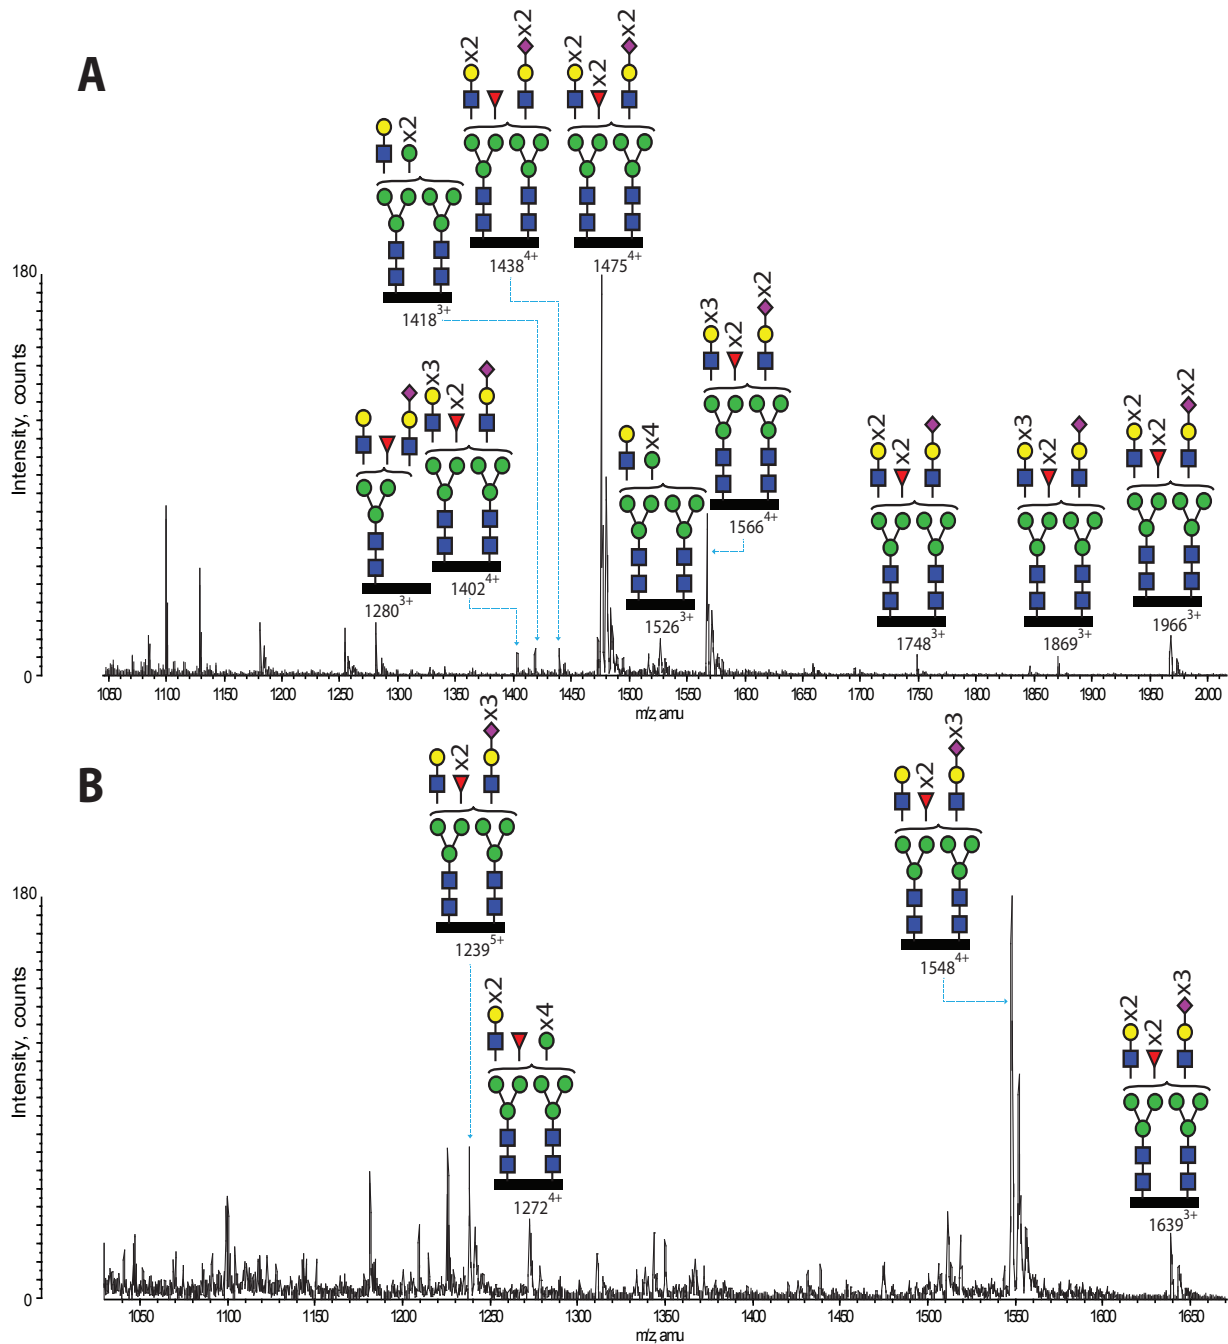 A
x2
x2
x2
x2
x2
x2
1438 4+
1475 4+
1418 3+
180
x3
x2
x2
x3
x2
x4
1566 4+
1280 3+
1402 4+
1526 3+
x2
x2
x3
x2
x2
x2
x2
1748 3+
1869 3+
1966 3+
Intensity, counts
0
1050 1100 1150 1200 1250 1300 1350 1400 1450 1500 1550 1600 1650 1700 1750 1800 1850 1900 1950 2000
m/z, amu
B
x2
x3
x2
x3
180
1239 5+
1548 4+
x2
x4
x2
x2
x3
1272 4+
1639 3+
Intensity, counts
0
1050 1100 1150 1200 1250 1300 1350 1400 1450 1500 1550 1600 1650
m/z, amu